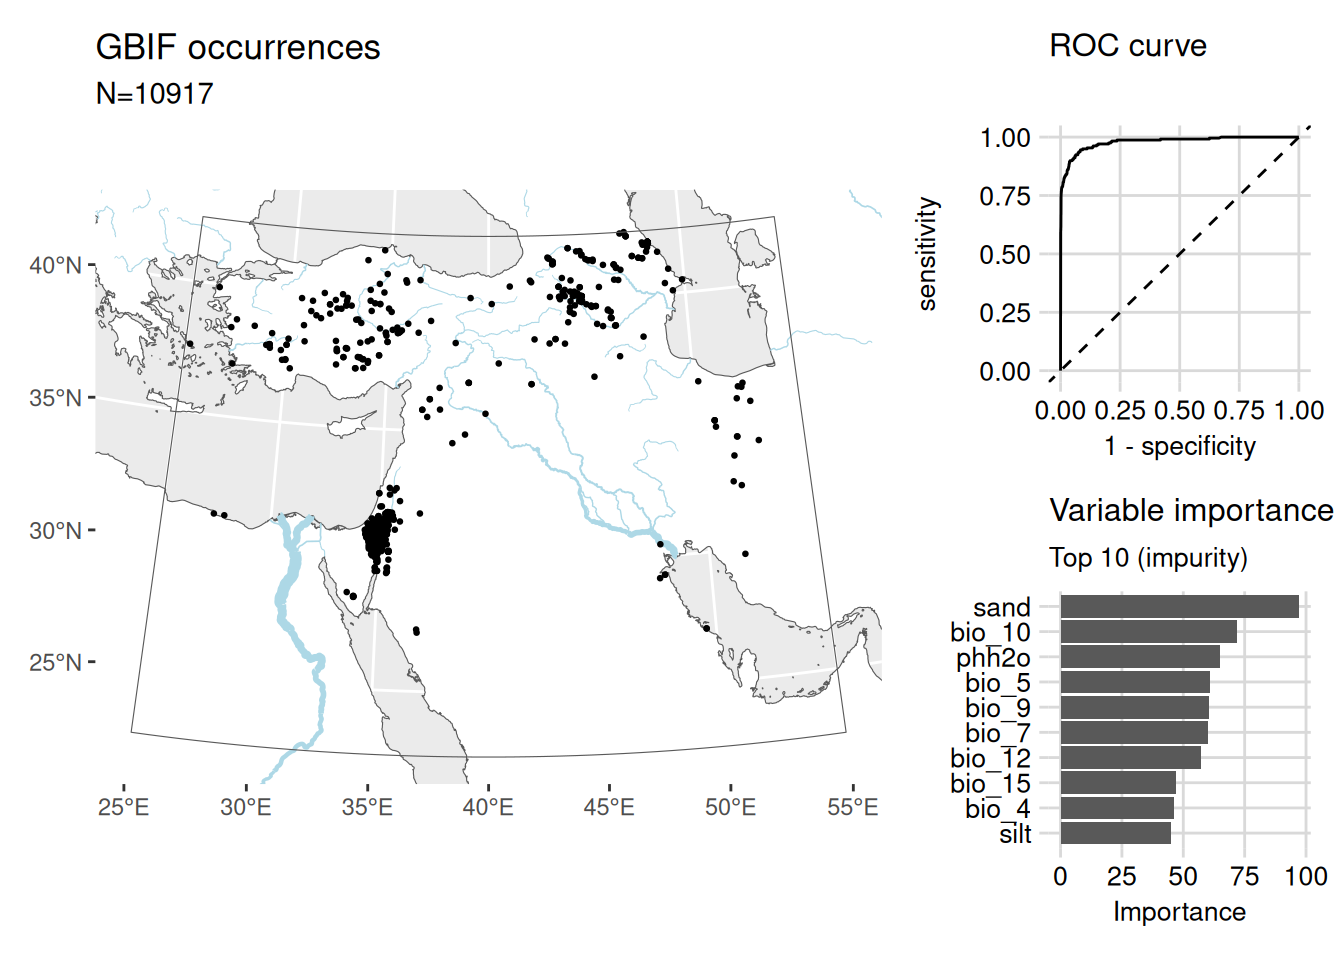 GBIF occurrences
N=10917
40°N
35°N
30°N
25°N
25°E 30°E 35°E 40°E 45°E 50°E 55°E
ROC curve
sensitivity
1.00
0.75
0.50
0.25
0.00
0.00 0.25 0.50 0.75 1.00
1 - specificity
Variable importance
Top 10 (impurity)
sand
bio_10
phh2o
bio_5
bio_9
bio_7
bio_12
bio_15
bio_4
silt
0 25 50 75 100
Importance